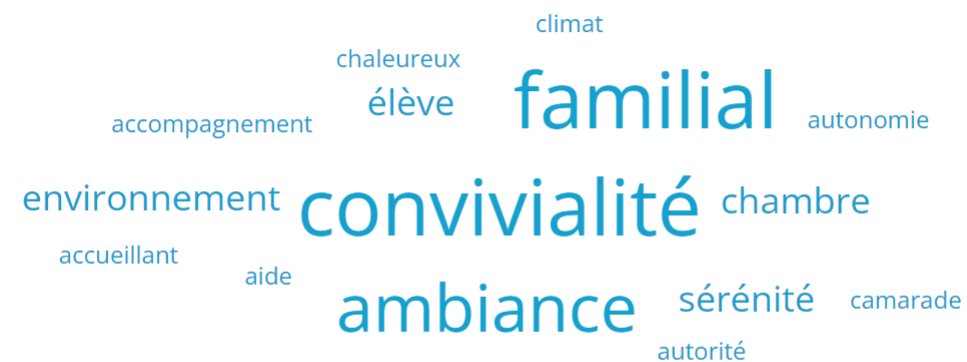 climat
chaleureux
familial
élève
accompagnement
autonomie
environnement
convivialité
chambre
accueillant
aide
ambiance
sérénité
camarade
autorité